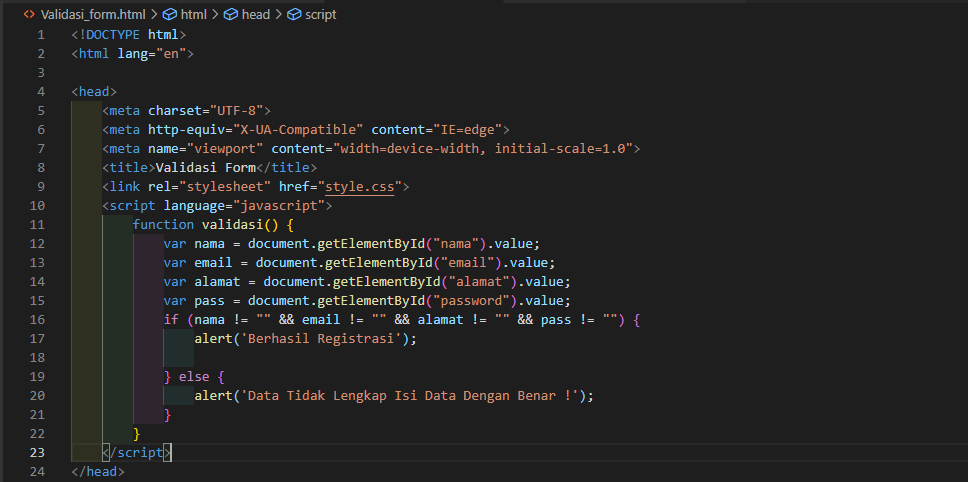 Validasi_form.html > html > head > script
1 <!DOCTYPE html>
2 <html lang="en">
3
4 <head>
5 <meta charset="UTF-8">
6 <meta http-equiv="X-UA-Compatible" content="IE=edge">
7 <meta name="viewport" content="width=device-width, initial-scale=1.0">
8 <title>Validasi Form</title>
9 <link rel="stylesheet" href="style.css">
10 <script language="javascript">
11 function validasi() {
12 var nama = document.getElementById("nama").value;
13 var email = document.getElementById("email").value;
14 var alamat = document.getElementById("alamat").value;
15 var pass = document.getElementById("password").value;
16 if (nama != "" && email != "" && alamat != "" && pass != "") {
17 alert('Berhasil Registrasi');
18
19 } else {
20 alert('Data Tidak Lengkap Isi Data Dengan Benar !');
21 }
22 }
23 </script>
24 </head>